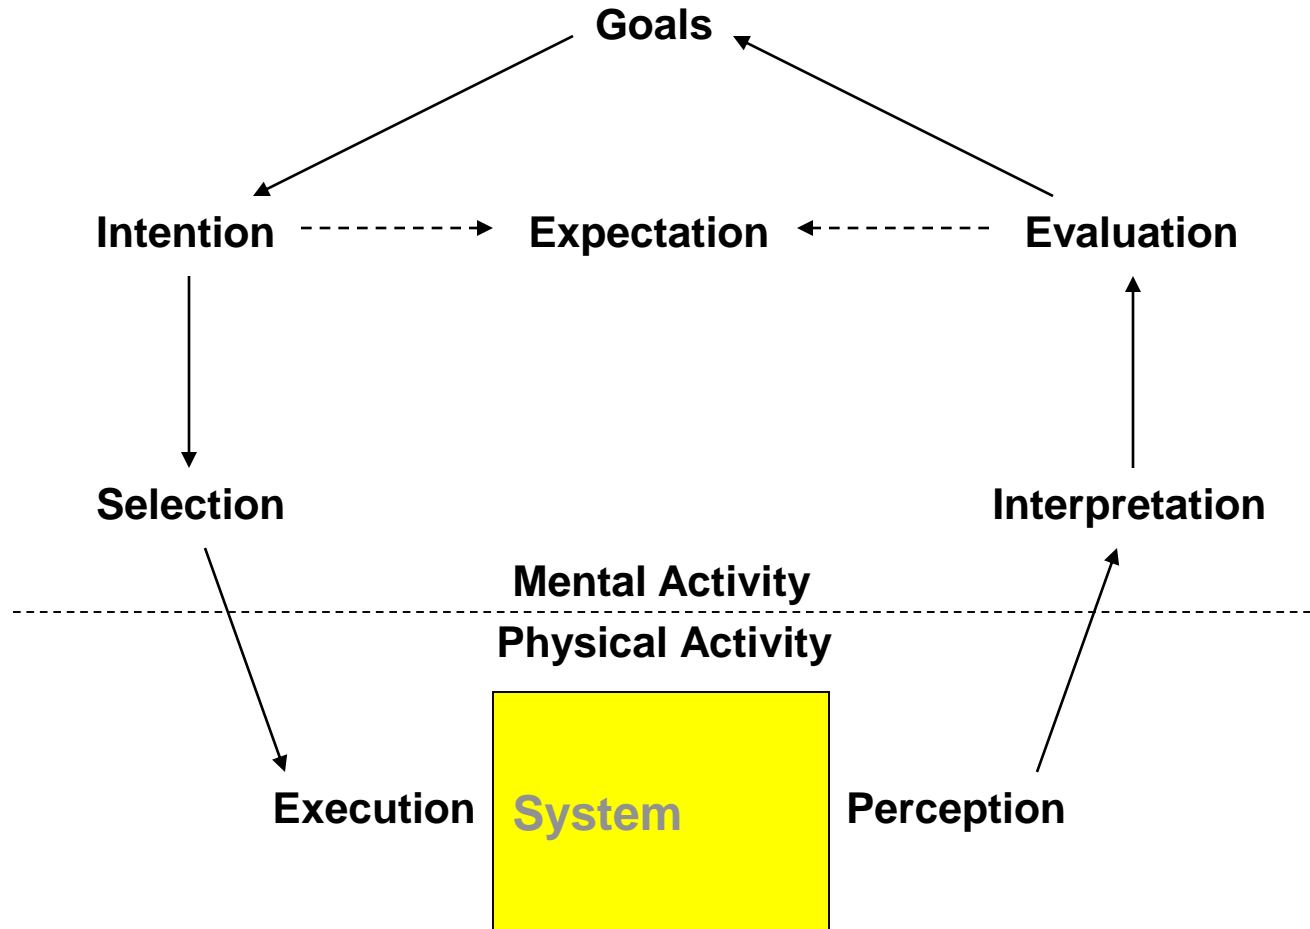 Goals
Intention
Expectation
Evaluation
Selection
Interpretation
Mental Activity
Physical Activity
Execution
System
Perception